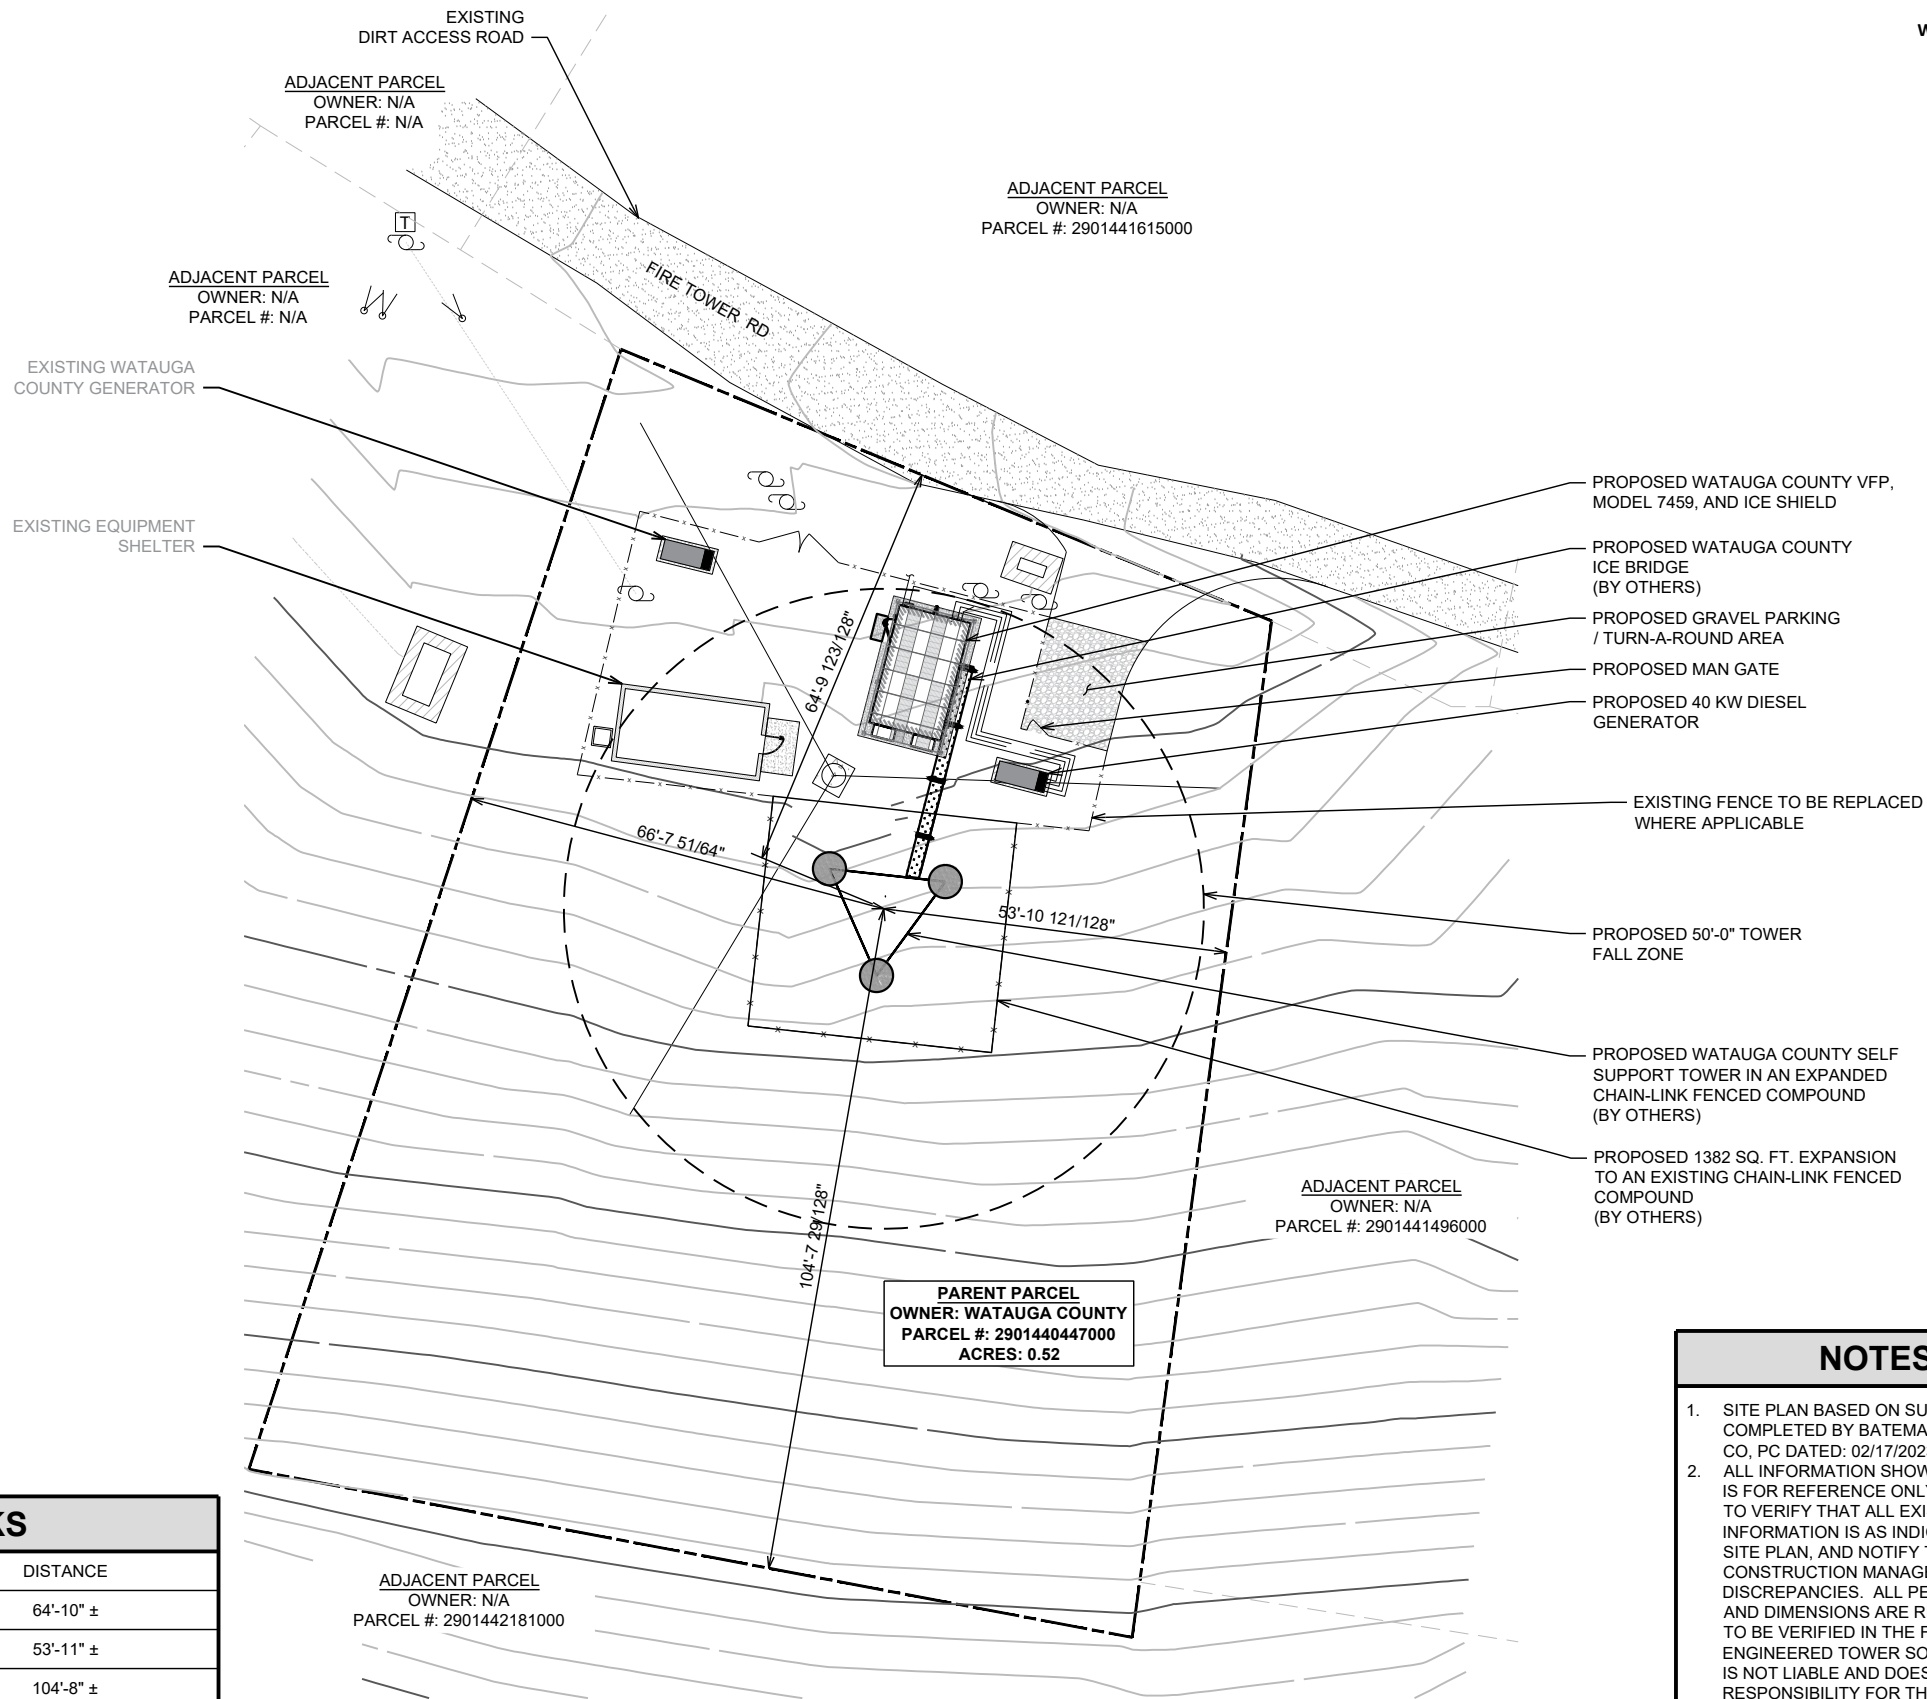 EXISTING
DIRT ACCESS ROAD
ADJACENT PARCEL
OWNER: N/A
PARCEL #: N/A
ADJACENT PARCEL
OWNER: N/A
PARCEL #: 2901441615000
T
FIRE TOWER RD
ADJACENT PARCEL
OWNER: N/A
PARCEL #: N/A
EXISTING WATAUGA
COUNTY GENERATOR
EXISTING EQUIPMENT
SHELTER
PROPOSED WATAUGA COUNTY VFP,
MODEL 7459, AND ICE SHIELD
PROPOSED WATAUGA COUNTY
ICE BRIDGE
(BY OTHERS)
PROPOSED GRAVEL PARKING
/ TURN-A-ROUND AREA
PROPOSED MAN GATE
PROPOSED 40 KW DIESEL
GENERATOR
EXISTING FENCE TO BE REPLACED
WHERE APPLICABLE
64'-9 123/128"
66'-7 51/64"
53'-10 121/128"
104'-7 29/128"
PROPOSED 50'-0" TOWER
FALL ZONE
PROPOSED WATAUGA COUNTY SELF
SUPPORT TOWER IN AN EXPANDED
CHAIN-LINK FENCED COMPOUND
(BY OTHERS)
PROPOSED 1382 SQ. FT. EXPANSION
TO AN EXISTING CHAIN-LINK FENCED
COMPOUND
(BY OTHERS)
ADJACENT PARCEL
OWNER: N/A
PARCEL #: 2901441496000
PARENT PARCEL
OWNER: WATAUGA COUNTY
PARCEL #: 2901440447000
ACRES: 0.52
ADJACENT PARCEL
OWNER: N/A
PARCEL #: 2901442181000
KS
DISTANCE
64'-10" ±
53'-11" ±
104'-8" ±
NOTES
1. SITE PLAN BASED ON SU
COMPLETED BY BATEMA
CO, PC DATED: 02/17/202
2. ALL INFORMATION SHOW
IS FOR REFERENCE ONL
TO VERIFY THAT ALL EXI
INFORMATION IS AS INDI
SITE PLAN, AND NOTIFY
CONSTRUCTION MANAG
DISCREPANCIES. ALL PE
AND DIMENSIONS ARE R
TO BE VERIFIED IN THE F
ENGINEERED TOWER SO
IS NOT LIABLE AND DOES
RESPONSIBILITY FOR TH